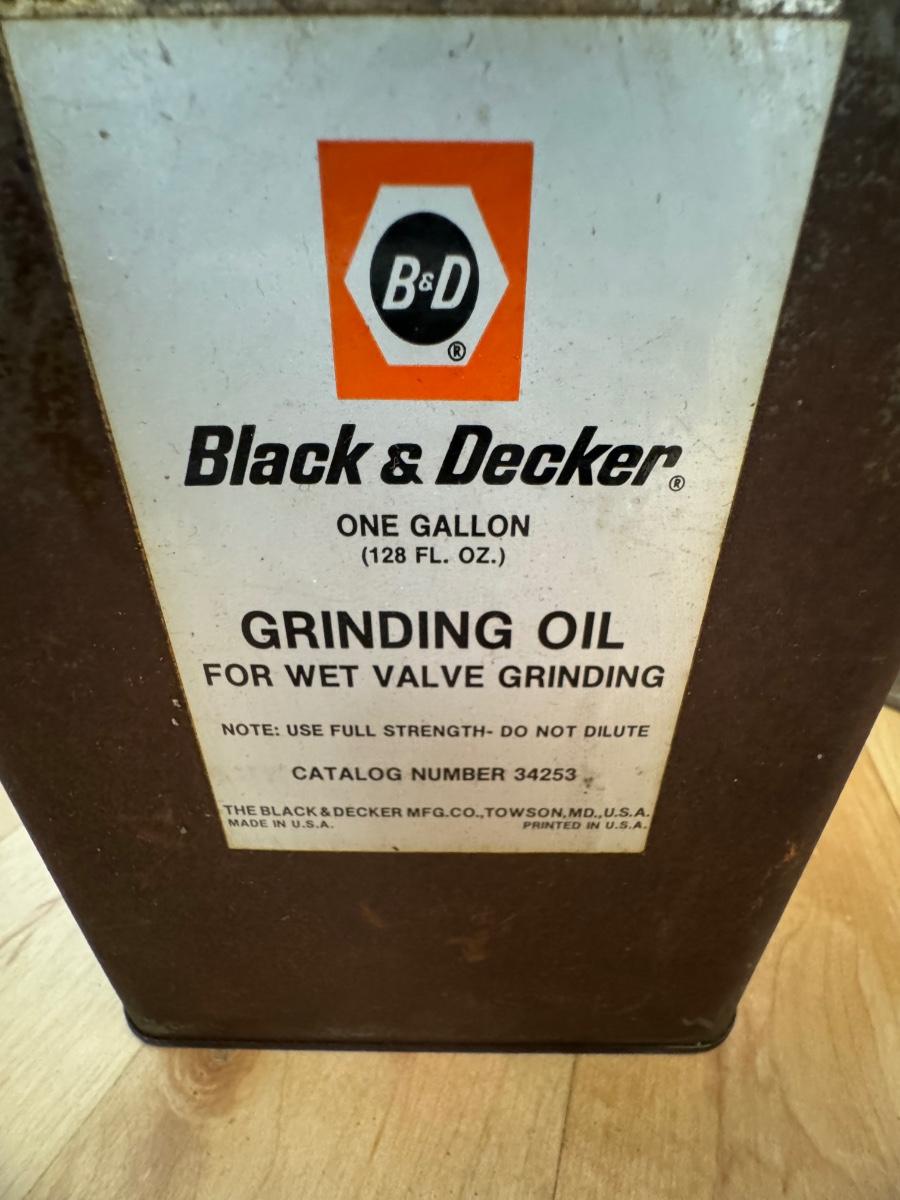 B&D
®
Black & Decker®
ONE GALLON
(128 FL. OZ.)
GRINDING OIL
FOR WET VALVE GRINDING
NOTE: USE FULL STRENGTH- DO NOT DILUTE
CATALOG NUMBER 34253
THE BLACK & DECKER MFG.CO., TOWSON, MD., U.S.A.
MADE IN U.S.A. PRINTED IN U.S.A.